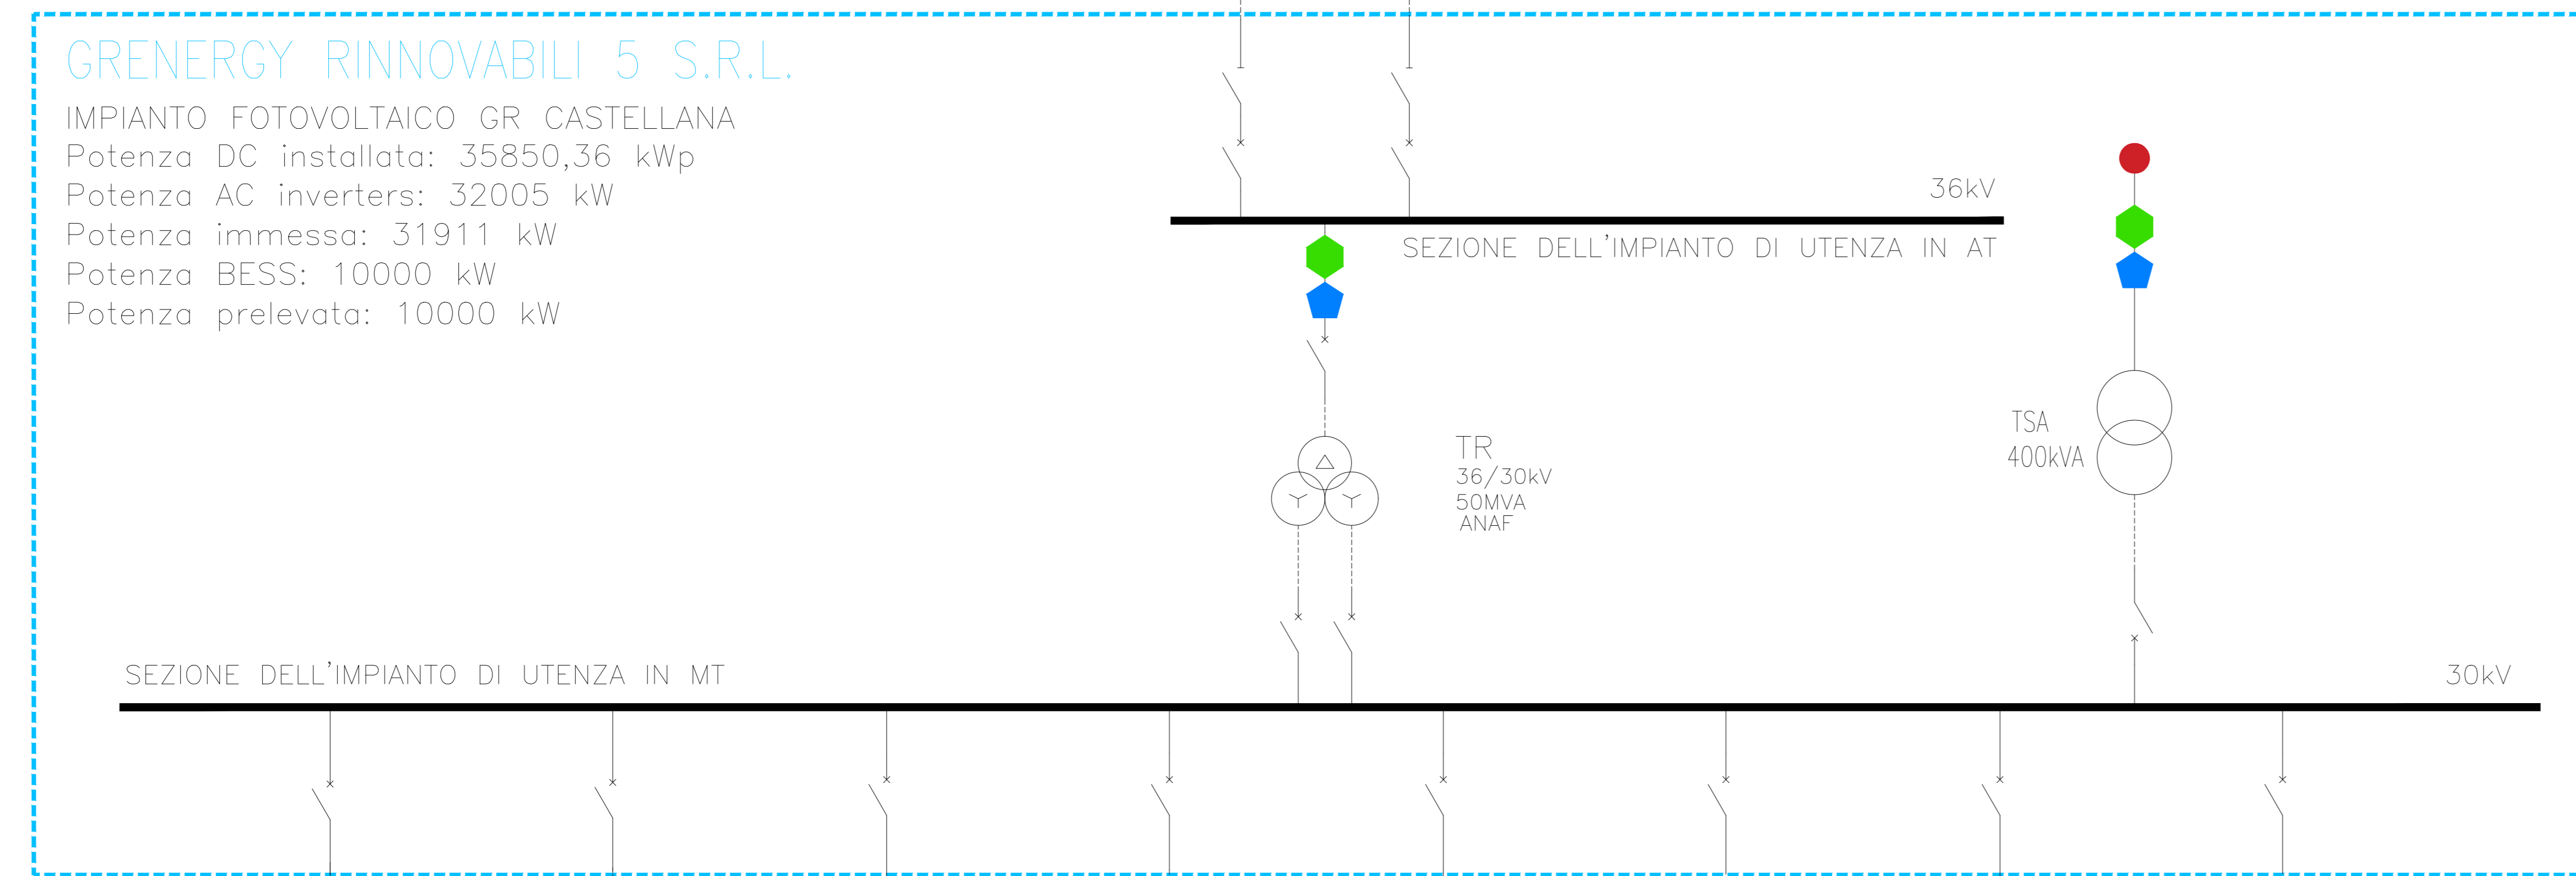 GRENERGY RINNOVABILI 5 S.R.L.
IMPIANTO FOTOVOLTAICO GR CASTELLANA
Potenza DC installata: 35850,36 kWp
Potenza AC inverters: 32005 kW
Potenza immessa: 31911 kW
Potenza BESS: 10000 kW
Potenza prelevata: 10000 kW
36kV
SEZIONE DELL'IMPIANTO DI UTENZA IN AT
TR
36/30kV
50MVA
ANAF
TSA
400kVA
SEZIONE DELL'IMPIANTO DI UTENZA IN MT
30kV